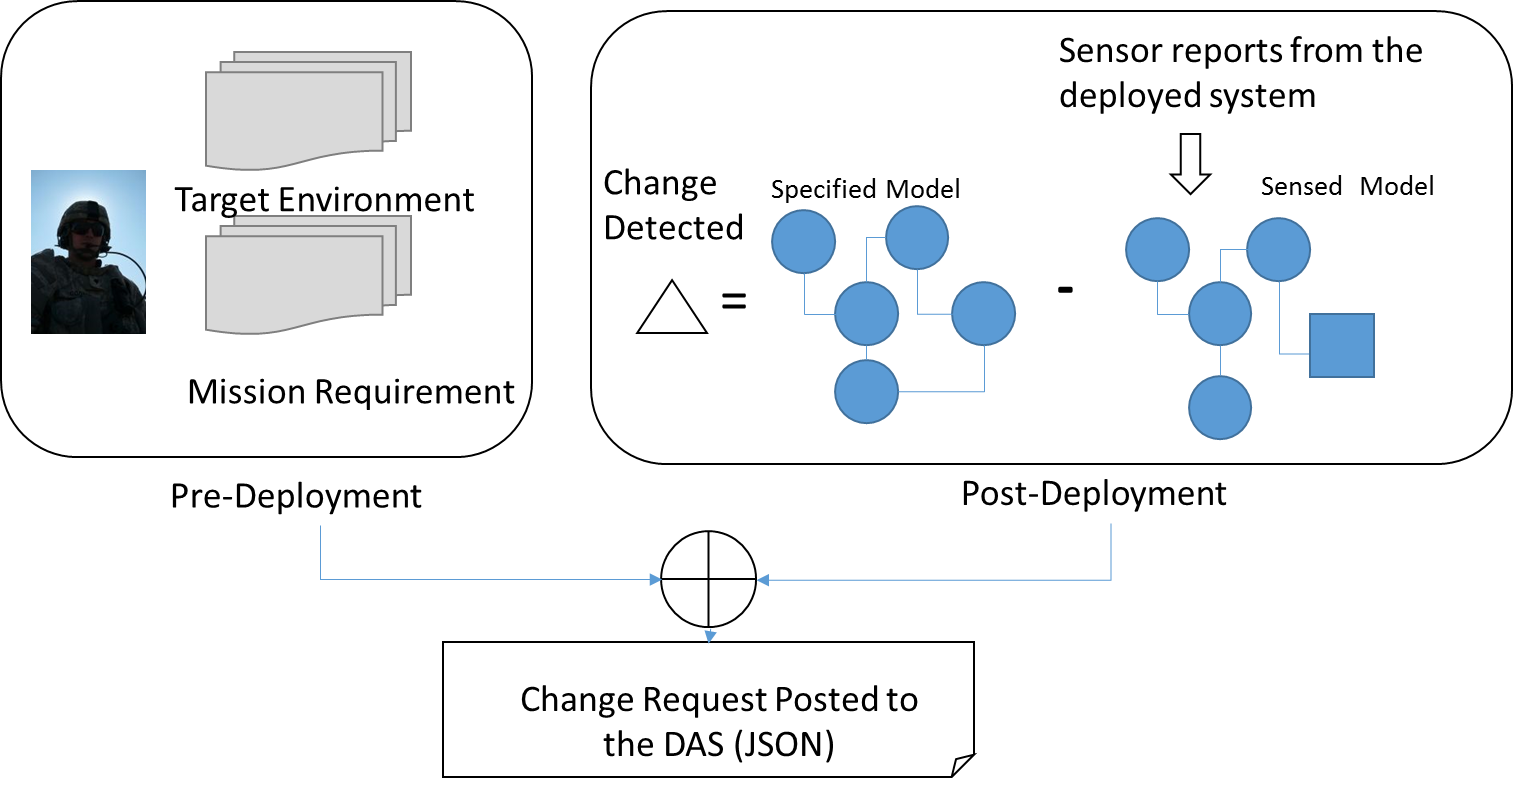 Target Environment
Mission Requirement
Pre-Deployment
Sensor reports from the
deployed system
Change
Detected
=
Specified Model
-
Sensed Model
Post-Deployment
Change Request Posted to
the DAS (JSON)